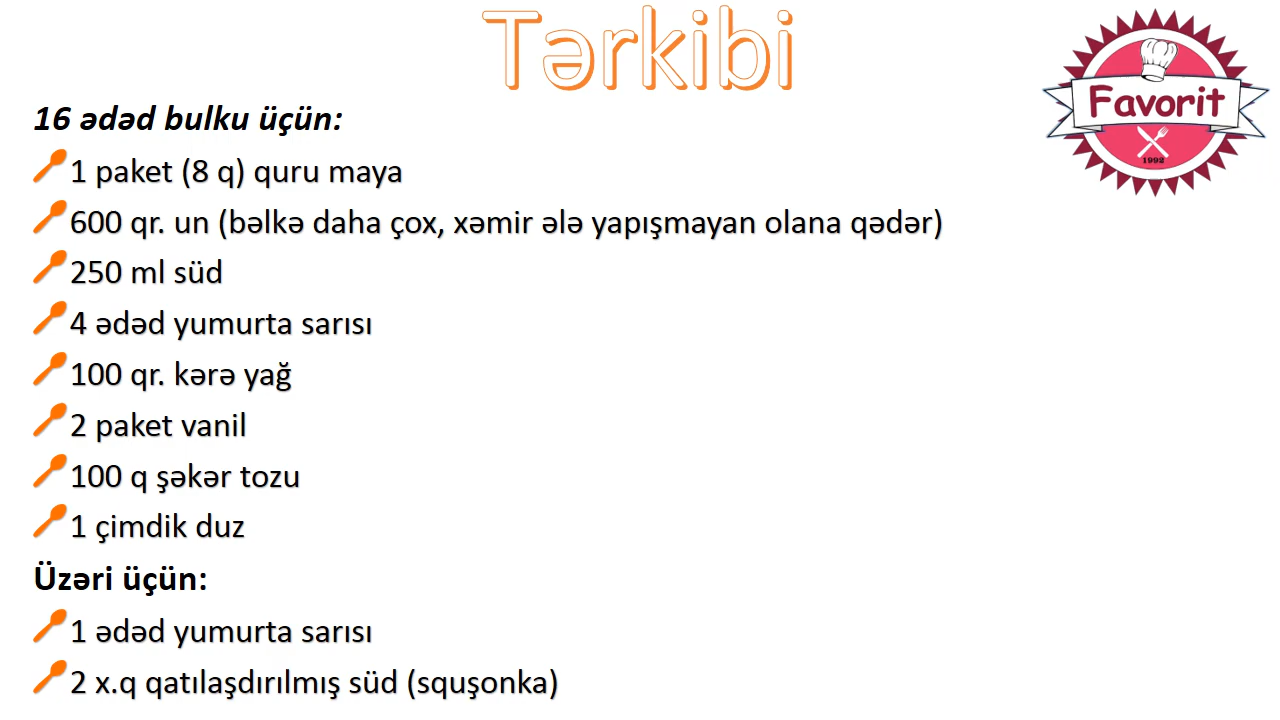 Tərkibi
Favorit
1992
16 ədəd bulku üçün:
1 paket (8 q) quru maya
600 qr. un (bəlkə daha çox, xəmir ələ yapışmayan olana qədər)
250 ml süd
4 ədəd yumurta sarısı
100 qr. kərə yağ
2 paket vanil
100 q şəkər tozu
1 çimdik duz
Üzəri üçün:
1 ədəd yumurta sarısı
2 x.q qatılaşdırılmış süd (squşonka)